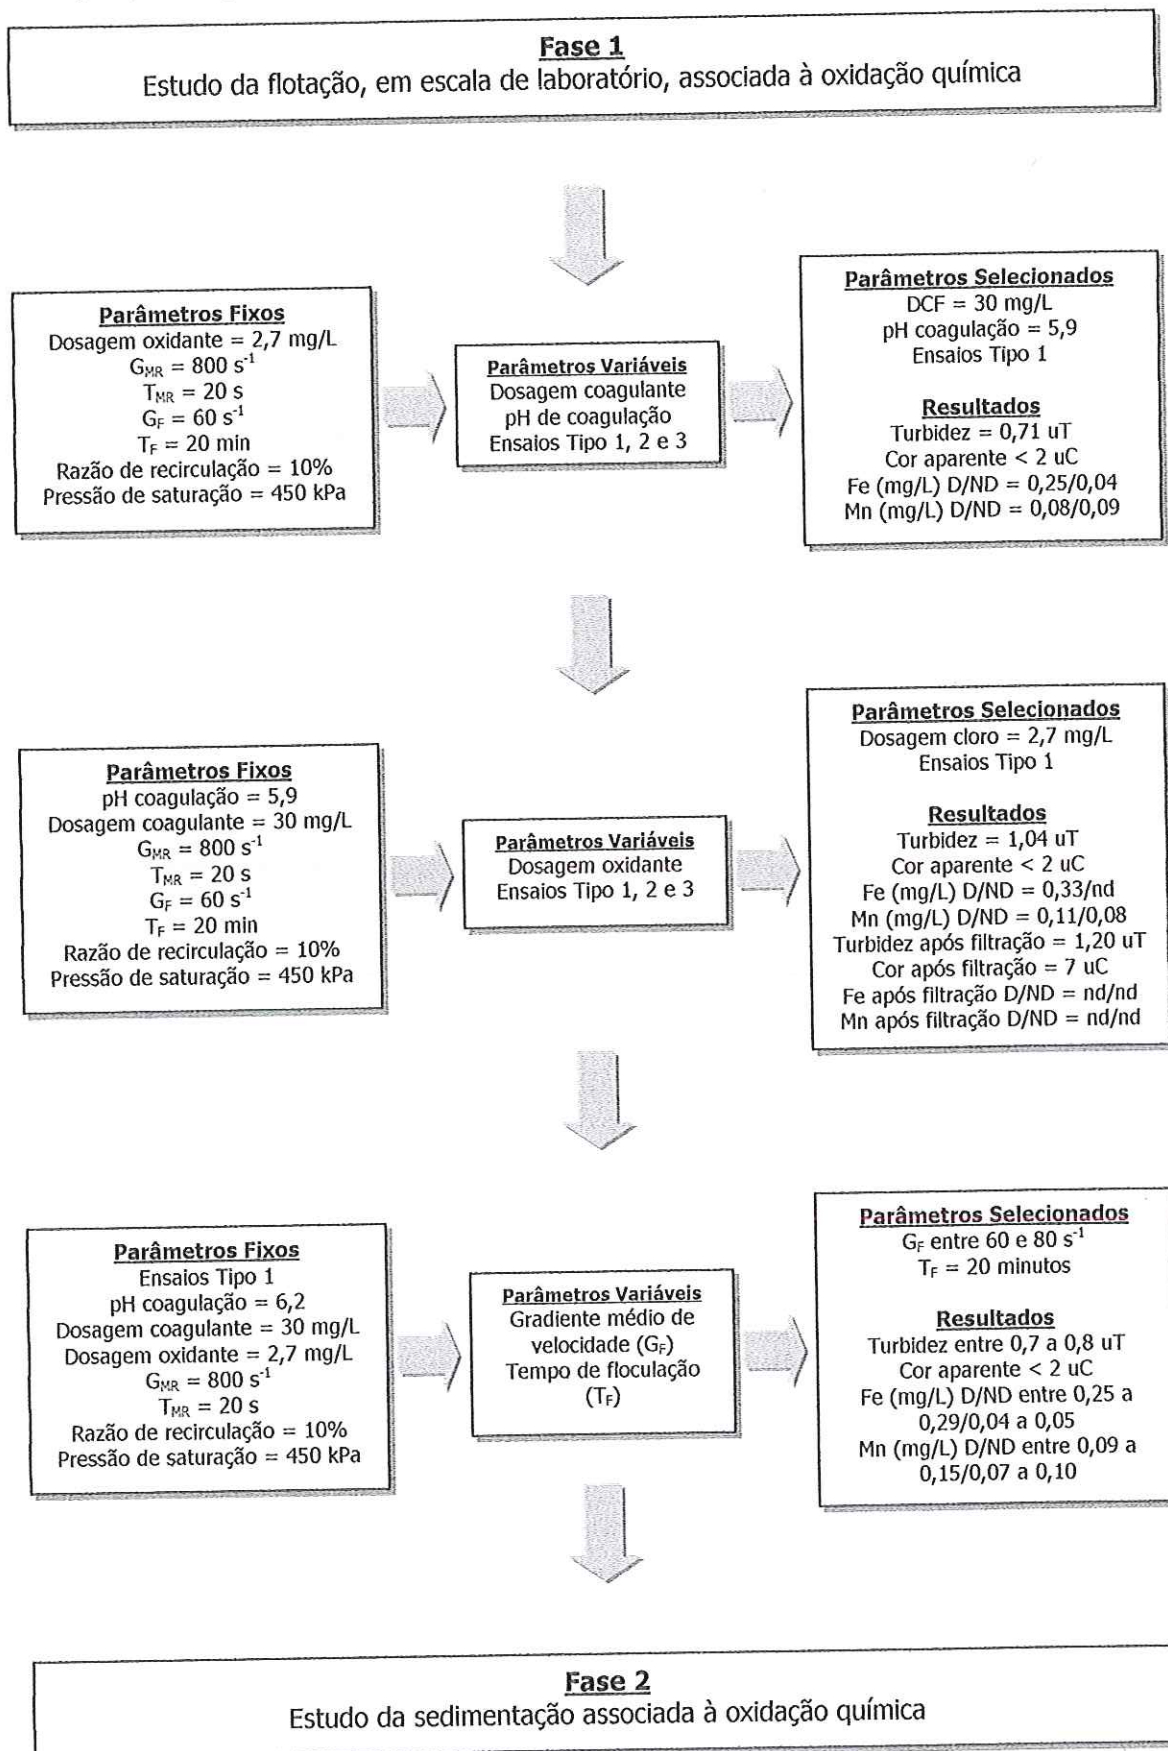 Fase 1
Estudo da flotação, em escala de laboratório, associada à oxidação química
Parâmetros Fixos
Dosagem oxidante = 2,7 mg/L
G_MR = 800 s⁻¹
T_MR = 20 s
G_F = 60 s⁻¹
T_F = 20 min
Razão de recirculação = 10%
Pressão de saturação = 450 kPa
Parâmetros Variáveis
Dosagem coagulante
pH de coagulação
Ensaios Tipo 1, 2 e 3
Parâmetros Selecionados
DCF = 30 mg/L
pH coagulação = 5,9
Ensaios Tipo 1
Resultados
Turbidez = 0,71 uT
Cor aparente < 2 uC
Fe (mg/L) D/ND = 0,25/0,04
Mn (mg/L) D/ND = 0,08/0,09
Parâmetros Fixos
pH coagulação = 5,9
Dosagem coagulante = 30 mg/L
G_MR = 800 s⁻¹
T_MR = 20 s
G_F = 60 s⁻¹
T_F = 20 min
Razão de recirculação = 10%
Pressão de saturação = 450 kPa
Parâmetros Variáveis
Dosagem oxidante
Ensaios Tipo 1, 2 e 3
Parâmetros Selecionados
Dosagem cloro = 2,7 mg/L
Ensaios Tipo 1
Resultados
Turbidez = 1,04 uT
Cor aparente < 2 uC
Fe (mg/L) D/ND = 0,33/nd
Mn (mg/L) D/ND = 0,11/0,08
Turbidez após filtração = 1,20 uT
Cor após filtração = 7 uC
Fe após filtração D/ND = nd/nd
Mn após filtração D/ND = nd/nd
Parâmetros Fixos
Ensaios Tipo 1
pH coagulação = 6,2
Dosagem coagulante = 30 mg/L
Dosagem oxidante = 2,7 mg/L
G_MR = 800 s⁻¹
T_MR = 20 s
Razão de recirculação = 10%
Pressão de saturação = 450 kPa
Parâmetros Variáveis
Gradiente médio de
velocidade (G_F)
Tempo de floculação
(T_F)
Parâmetros Selecionados
G_F entre 60 e 80 s⁻¹
T_F = 20 minutos
Resultados
Turbidez entre 0,7 a 0,8 uT
Cor aparente < 2 uC
Fe (mg/L) D/ND entre 0,25 a
0,29/0,04 a 0,05
Mn (mg/L) D/ND entre 0,09 a
0,15/0,07 a 0,10
Fase 2
Estudo da sedimentação associada à oxidação química